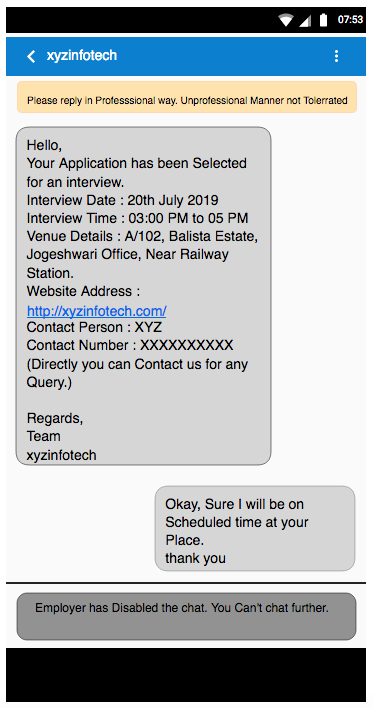 07:53
xyzinfotech
Please reply in Professsional way. Unprofessional Manner not Tolerrated
Hello,
Your Application has been Selected
for an interview.
Interview Date : 20th July 2019
Interview Time : 03:00 PM to 05 PM
Venue Details : A/102, Balista Estate,
Jogeshwari Office, Near Railway
Station.
Website Address :
http://xyzinfotech.com/
Contact Person : XYZ
Contact Number : XXXXXXXXXX
(Directly you can Contact us for any
Query.)
Regards,
Team
xyzinfotech
Okay, Sure I will be on
Scheduled time at your
Place.
thank you
Employer has Disabled the chat. You Can't chat further.